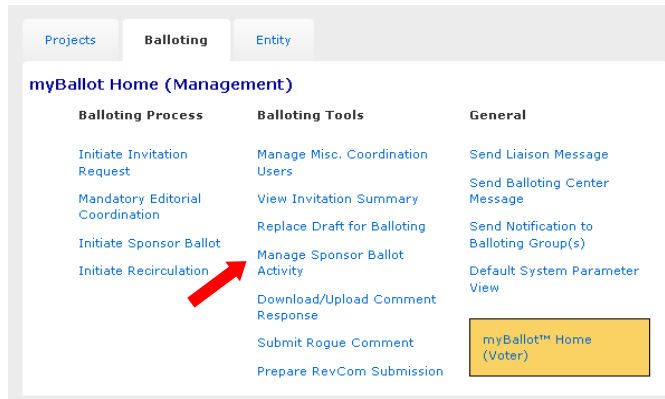 Projects
Balloting
Entity
myBallot Home (Management)
Balloting Process
Initiate Invitation
Request
Mandatory Editorial
Coordination
Initiate Sponsor Ballot
Initiate Recirculation
Balloting Tools
Manage Misc. Coordination
Users
View Invitation Summary
Replace Draft for Balloting
Manage Sponsor Ballot
Activity
Download/Upload Comment
Response
Submit Rogue Comment
Prepare RevCom Submission
General
Send Liaison Message
Send Balloting Center
Message
Send Notification to
Balloting Group(s)
Default System Parameter
View
myBallot™ Home
(Voter)